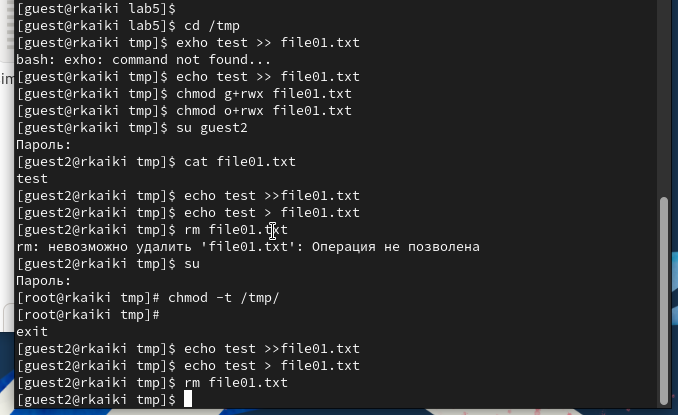 [guest@rkaiki lab5]$
[guest@rkaiki lab5]$ cd /tmp
[guest@rkaiki tmp]$ exho test >> file01.txt
bash: exho: command not found...
[guest@rkaiki tmp]$ echo test >> file01.txt
[guest@rkaiki tmp]$ chmod g+rwx file01.txt
[guest@rkaiki tmp]$ chmod o+rwx file01.txt
[guest@rkaiki tmp]$ su guest2
Пароль:
[guest2@rkaiki tmp]$ cat file01.txt
test
[guest2@rkaiki tmp]$ echo test >>file01.txt
[guest2@rkaiki tmp]$ echo test > file01.txt
[guest2@rkaiki tmp]$ rm file01.txt
rm: невозможно удалить 'file01.txt': Операция не позволена
[guest2@rkaiki tmp]$ su
Пароль:
[root@rkaiki tmp]# chmod -t /tmp/
[root@rkaiki tmp]#
exit
[guest2@rkaiki tmp]$ echo test >>file01.txt
[guest2@rkaiki tmp]$ echo test > file01.txt
[guest2@rkaiki tmp]$ rm file01.txt
[guest2@rkaiki tmp]$